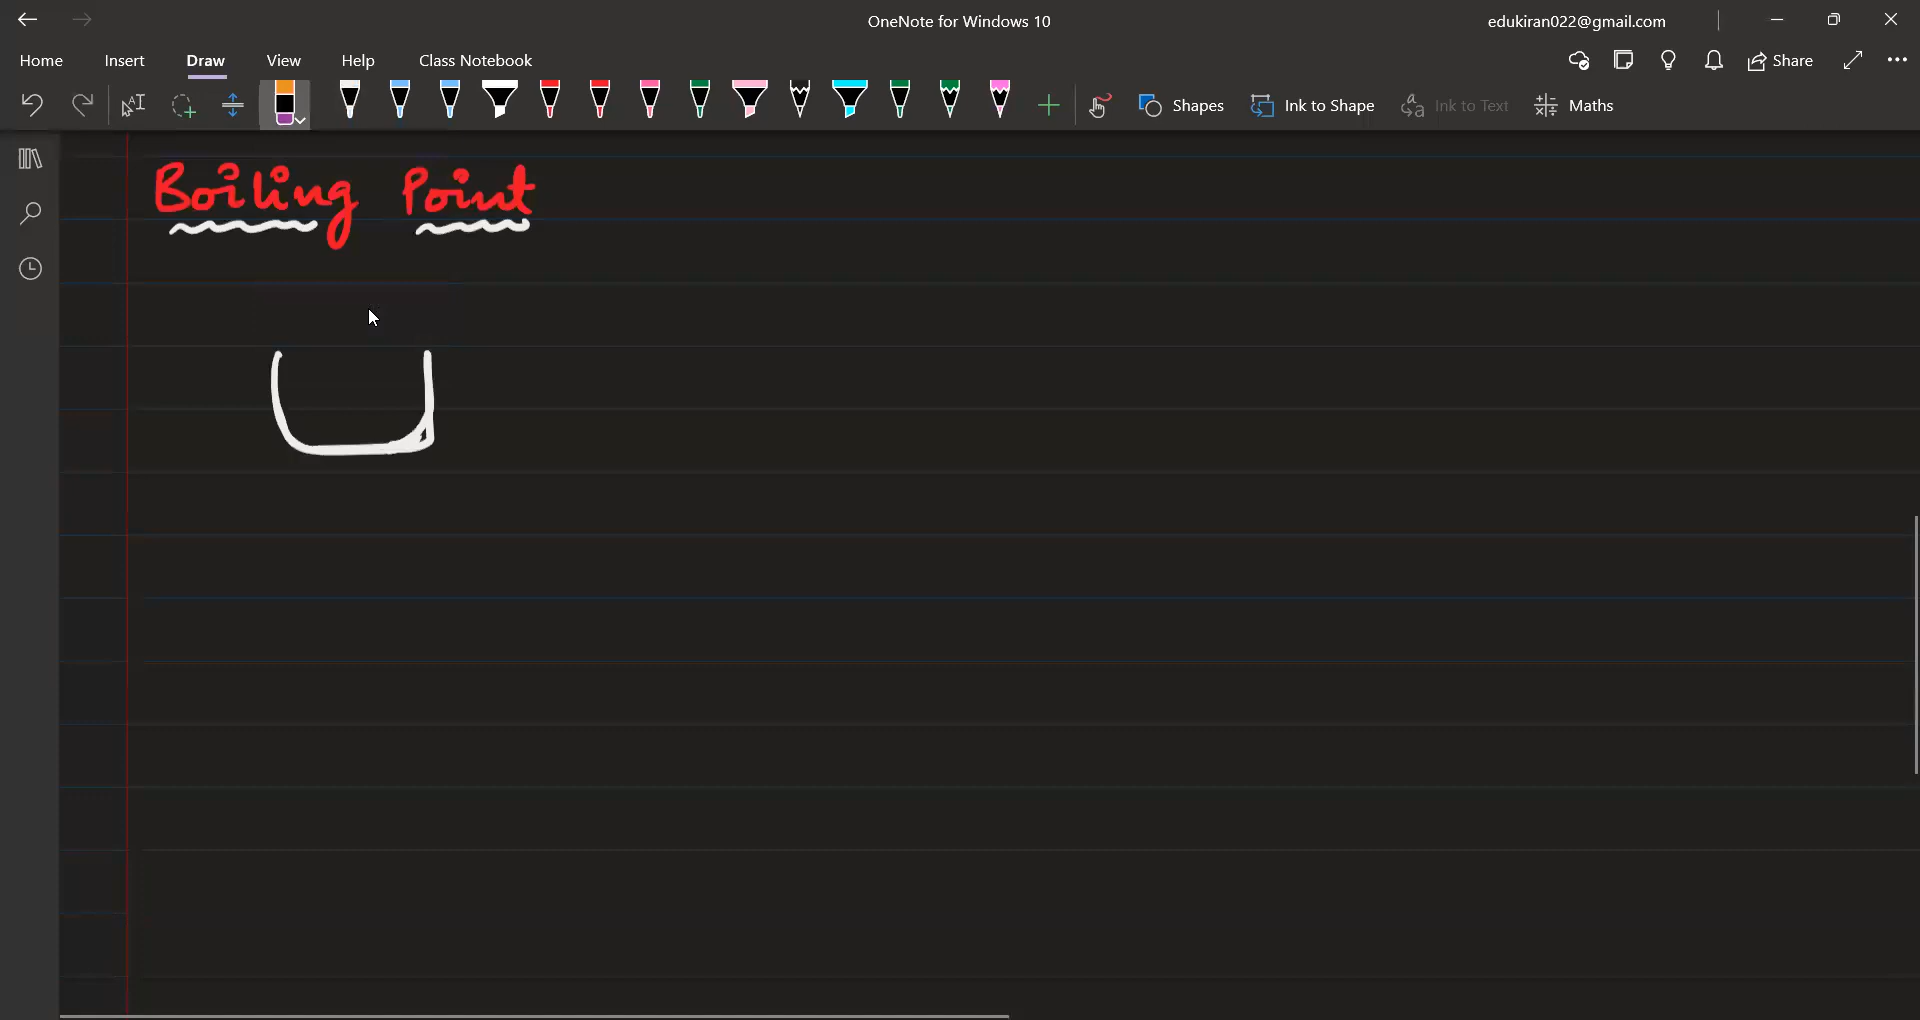 OneNote for Windows 10
edukiran022@gmail.com
Home Insert Draw View Help Class Notebook
Share
Shapes Ink to Shape Ink to Text Maths
Boiling Point